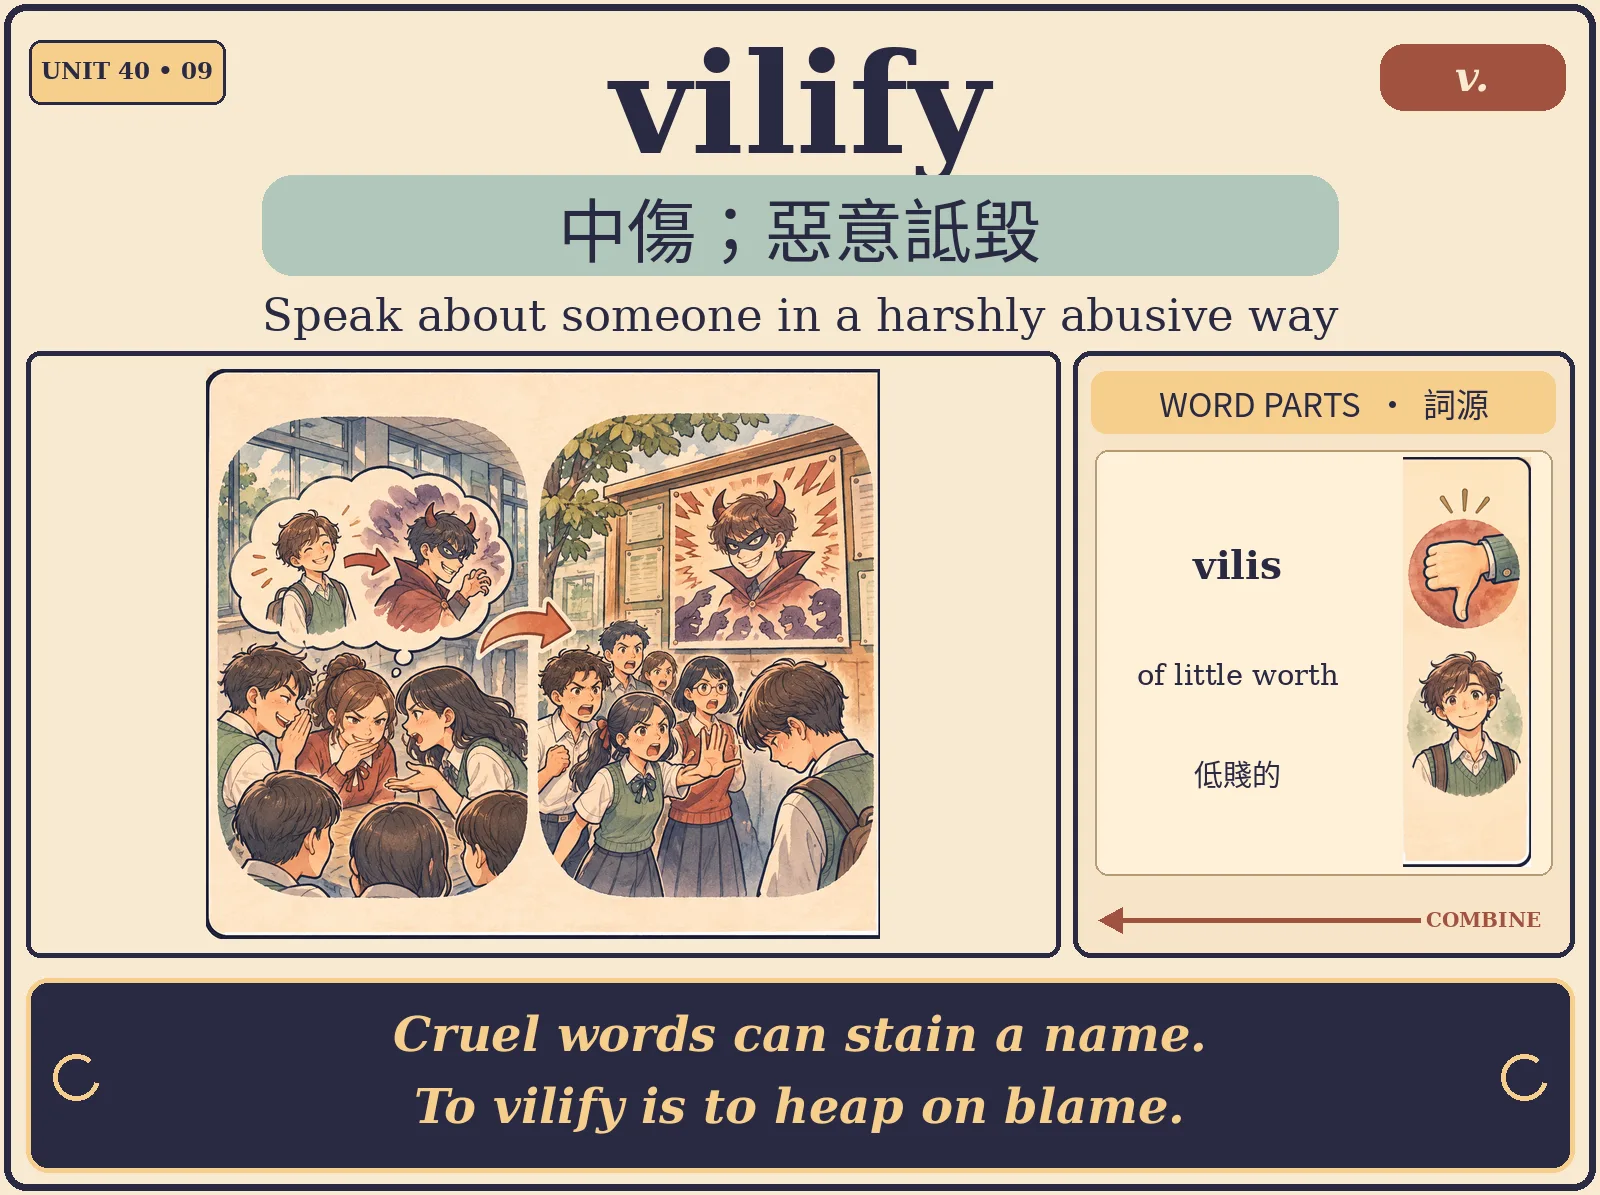 UNIT 40 • 09
vilify
v.
中傷；惡意詆毀
Speak about someone in a harshly abusive way
WORD PARTS • 詞源
vilis
of little worth
低賤的
COMBINE
Cruel words can stain a name.
To vilify is to heap on blame.